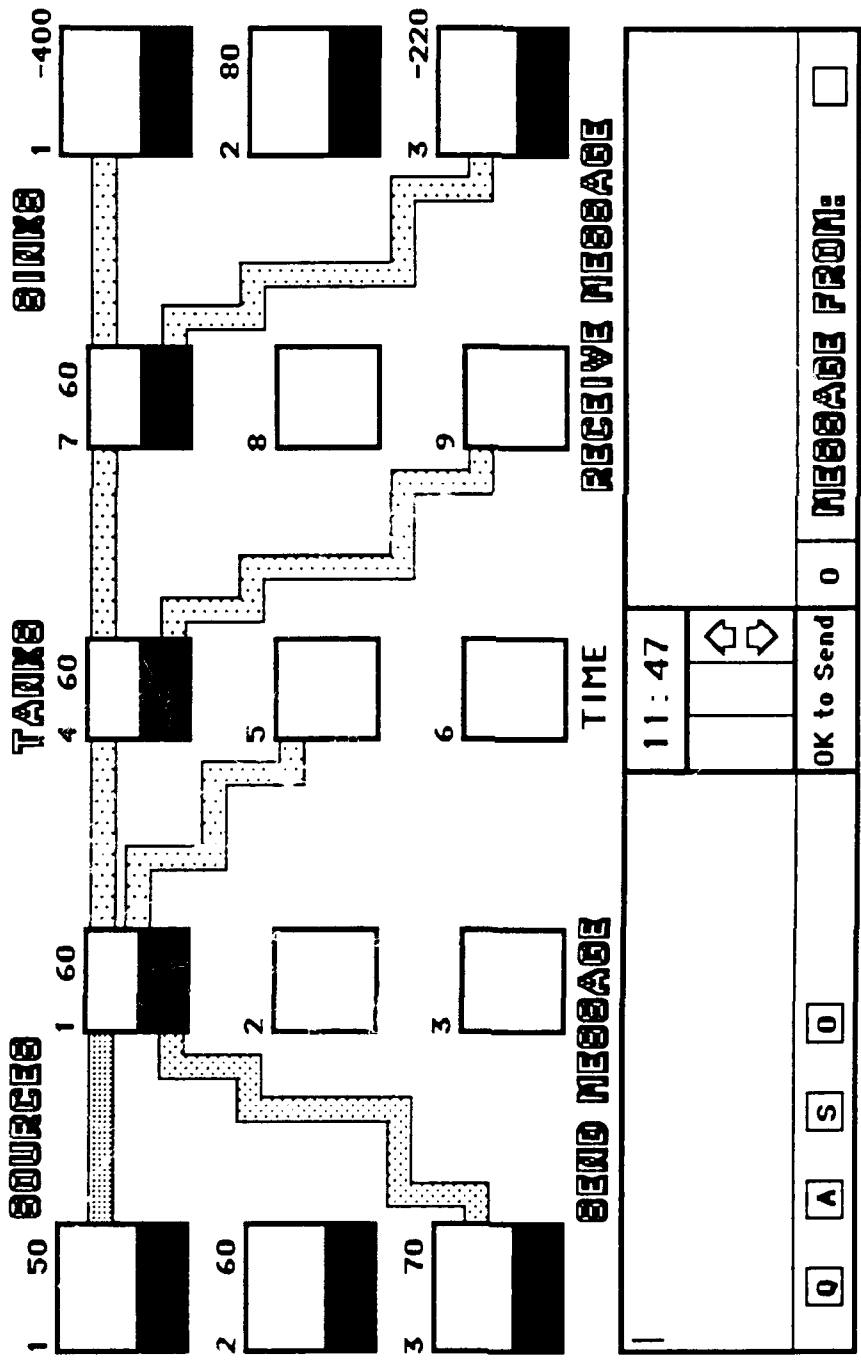 SOURCES TANKS SINKS
1 50 1 60 4 60 7 60 1 -400
2 60 2 5 8 2 80
3 70 3 6 9 3 -220
SEND MESSAGE TIME RECEIVE MESSAGE
11:47
Q A S O OK to Send 0 MESSAGE FROM: